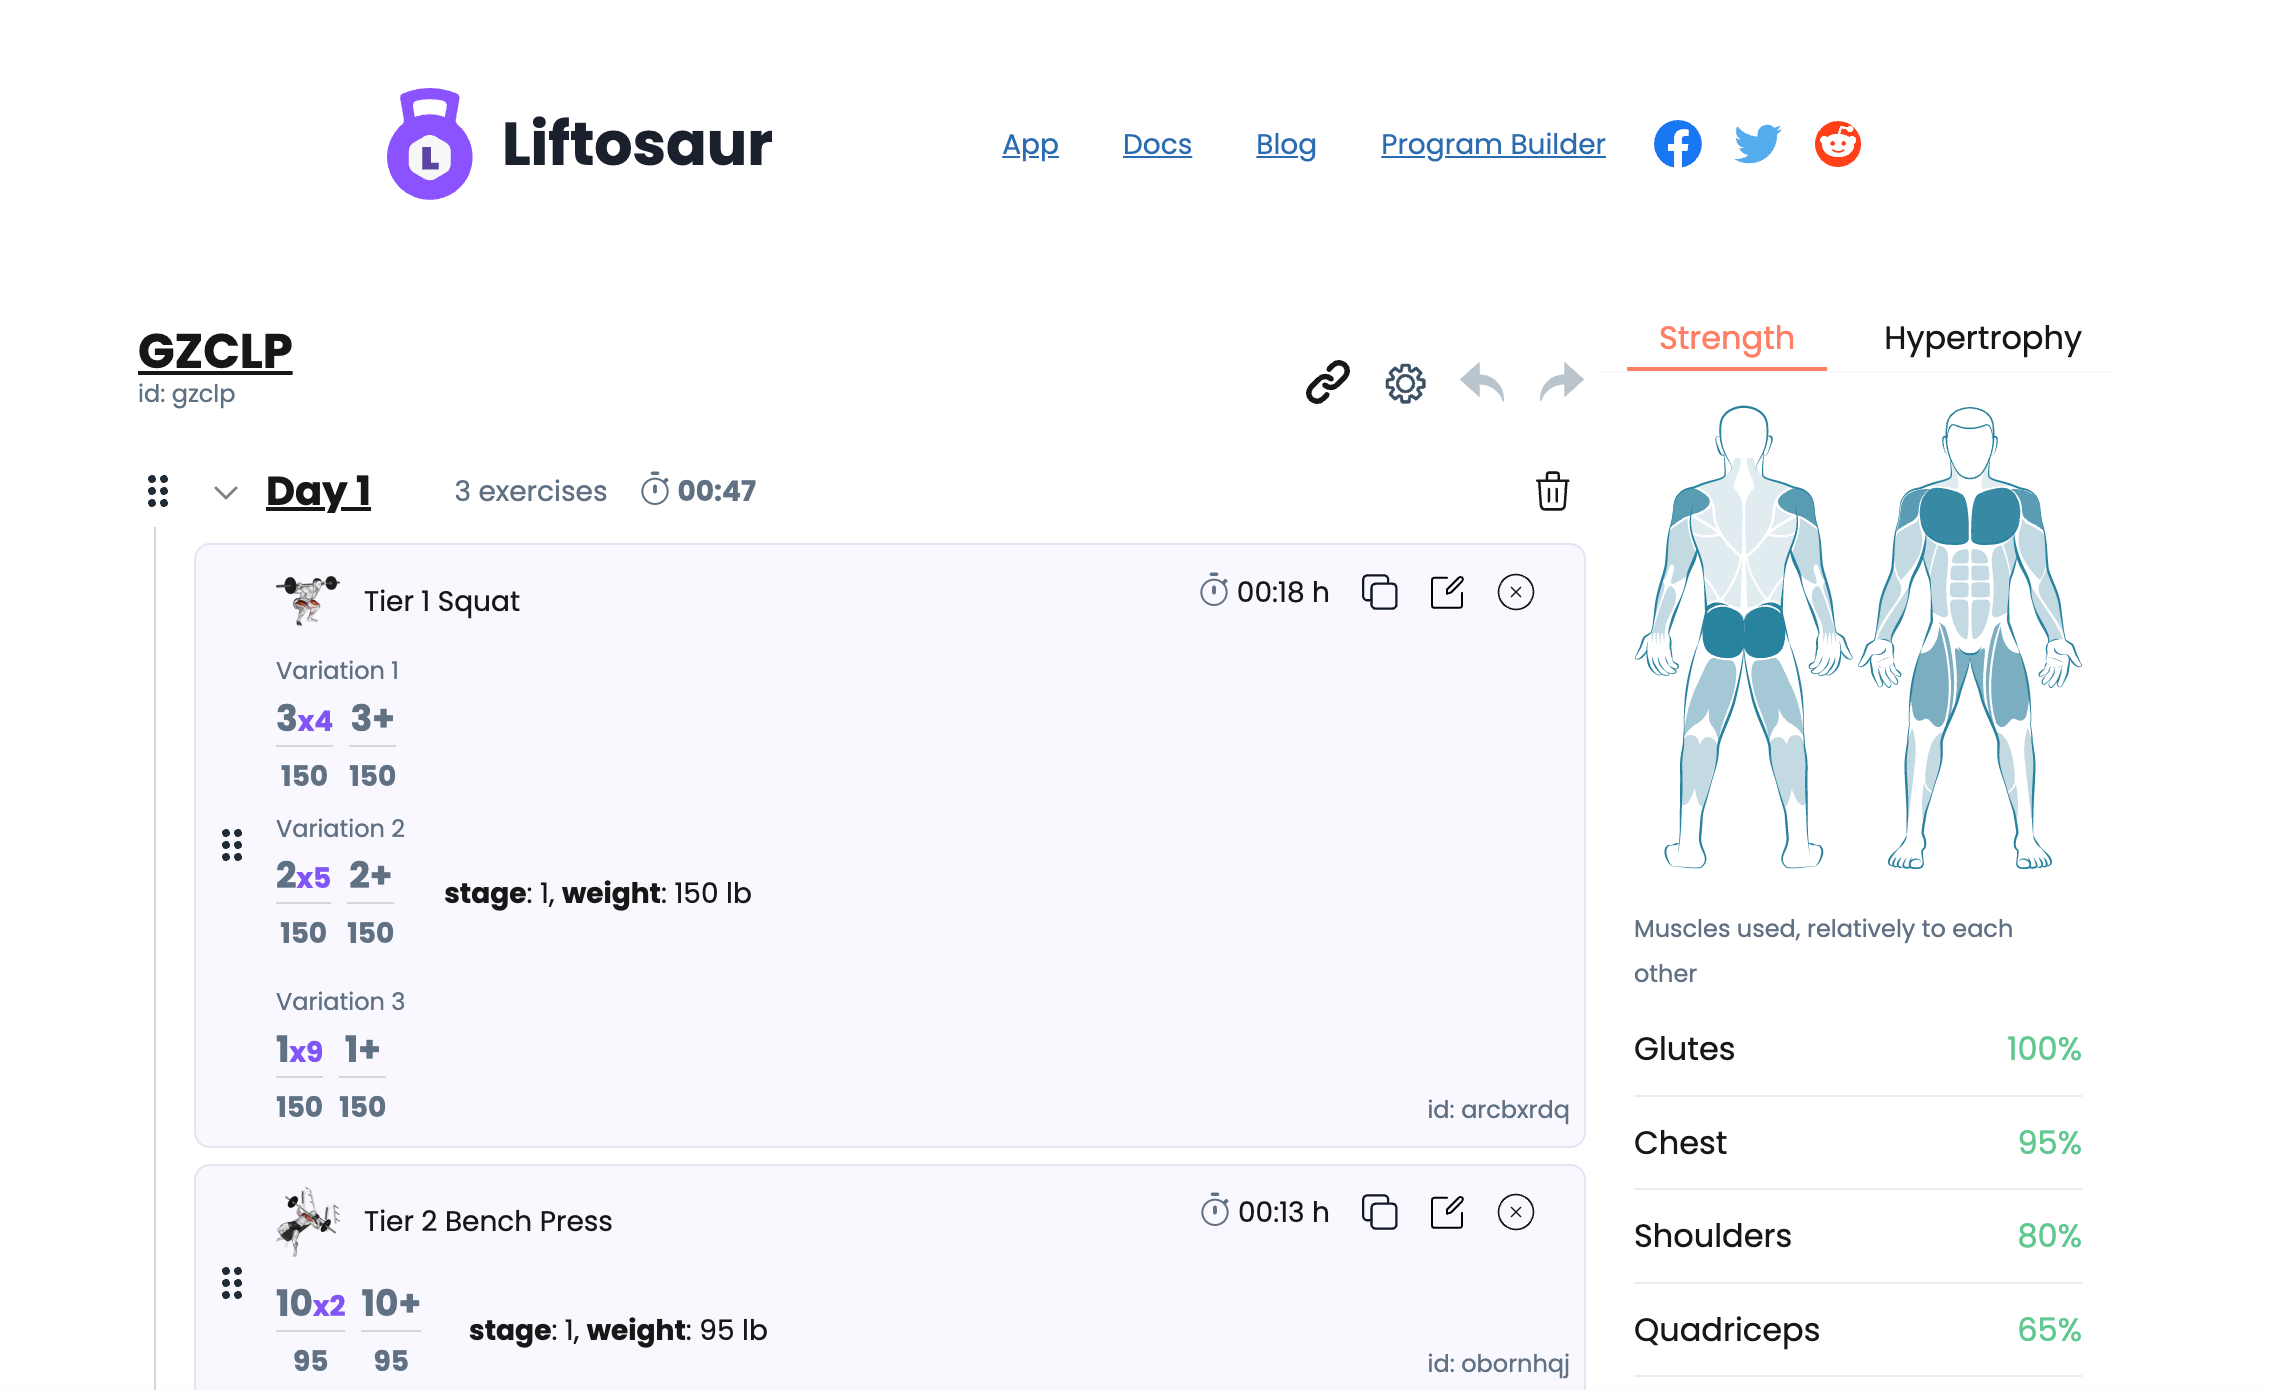 L
Liftosaur
App
Docs
Blog
Program Builder
GZCLP
id: gzclp
Day 1
3 exercises
00:47
Tier 1 Squat
00:18 h
Variation 1
3x4 3+
150 150
Variation 2
2x5 2+
150 150
stage: 1, weight: 150 lb
Variation 3
1x9 1+
150 150
id: arcbxrdq
Tier 2 Bench Press
00:13 h
10x2 10+
95 95
stage: 1, weight: 95 lb
id: obornhqj
Strength
Hypertrophy
Muscles used, relatively to each
other
Glutes 100%
Chest 95%
Shoulders 80%
Quadriceps 65%